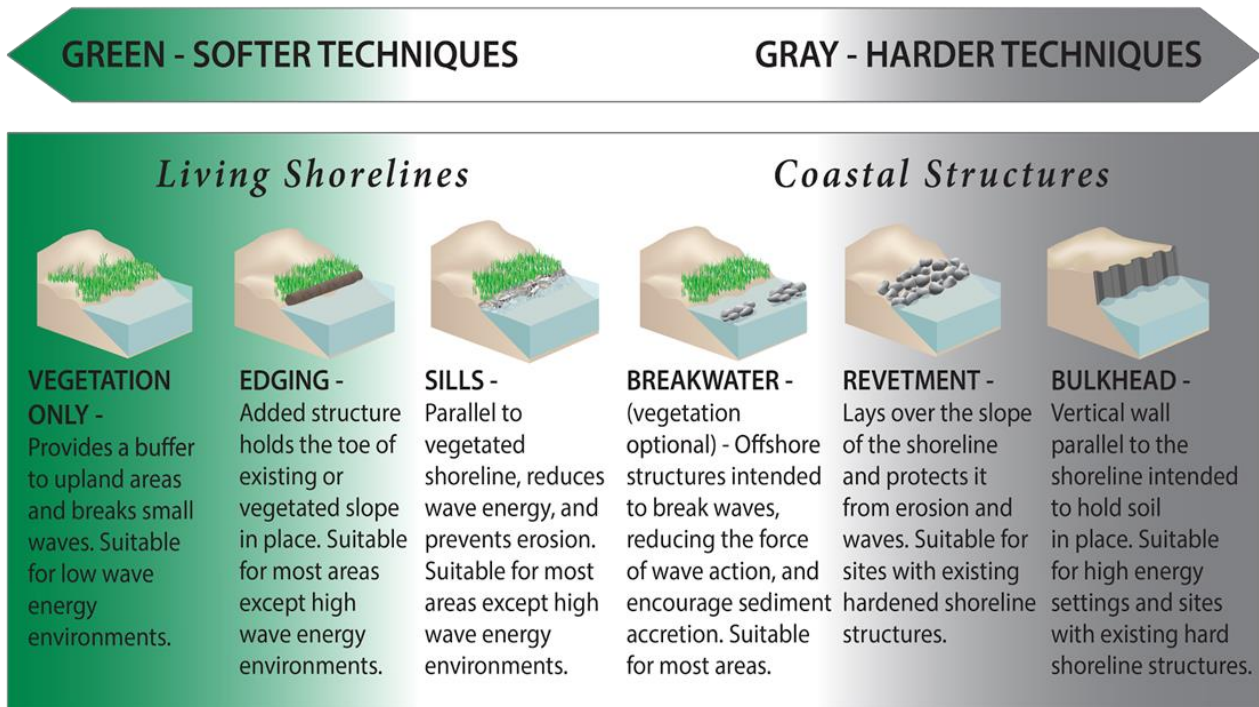 GREEN - SOFTER TECHNIQUES
GRAY - HARDER TECHNIQUES
Living Shorelines
Coastal Structures
VEGETATION
ONLY -
Provides a buffer
to upland areas
and breaks small
waves. Suitable
for low wave
energy
environments.
EDGING -
Added structure
holds the toe of
existing or
vegetated slope
in place. Suitable
for most areas
except high
wave energy
environments.
SILLS -
Parallel to
vegetated
shoreline, reduces
wave energy, and
prevents erosion.
Suitable for most
areas except high
wave energy
environments.
BREAKWATER -
(vegetation
optional) - Offshore
structures intended
to break waves,
reducing the force
of wave action, and
encourage sediment
accretion. Suitable
for most areas.
REVETMENT -
Lays over the slope
of the shoreline
and protects it
from erosion and
waves. Suitable for
sites with existing
hardened shoreline
structures.
BULKHEAD -
Vertical wall
parallel to the
shoreline intended
to hold soil
in place. Suitable
for high energy
settings and sites
with existing hard
shoreline structures.